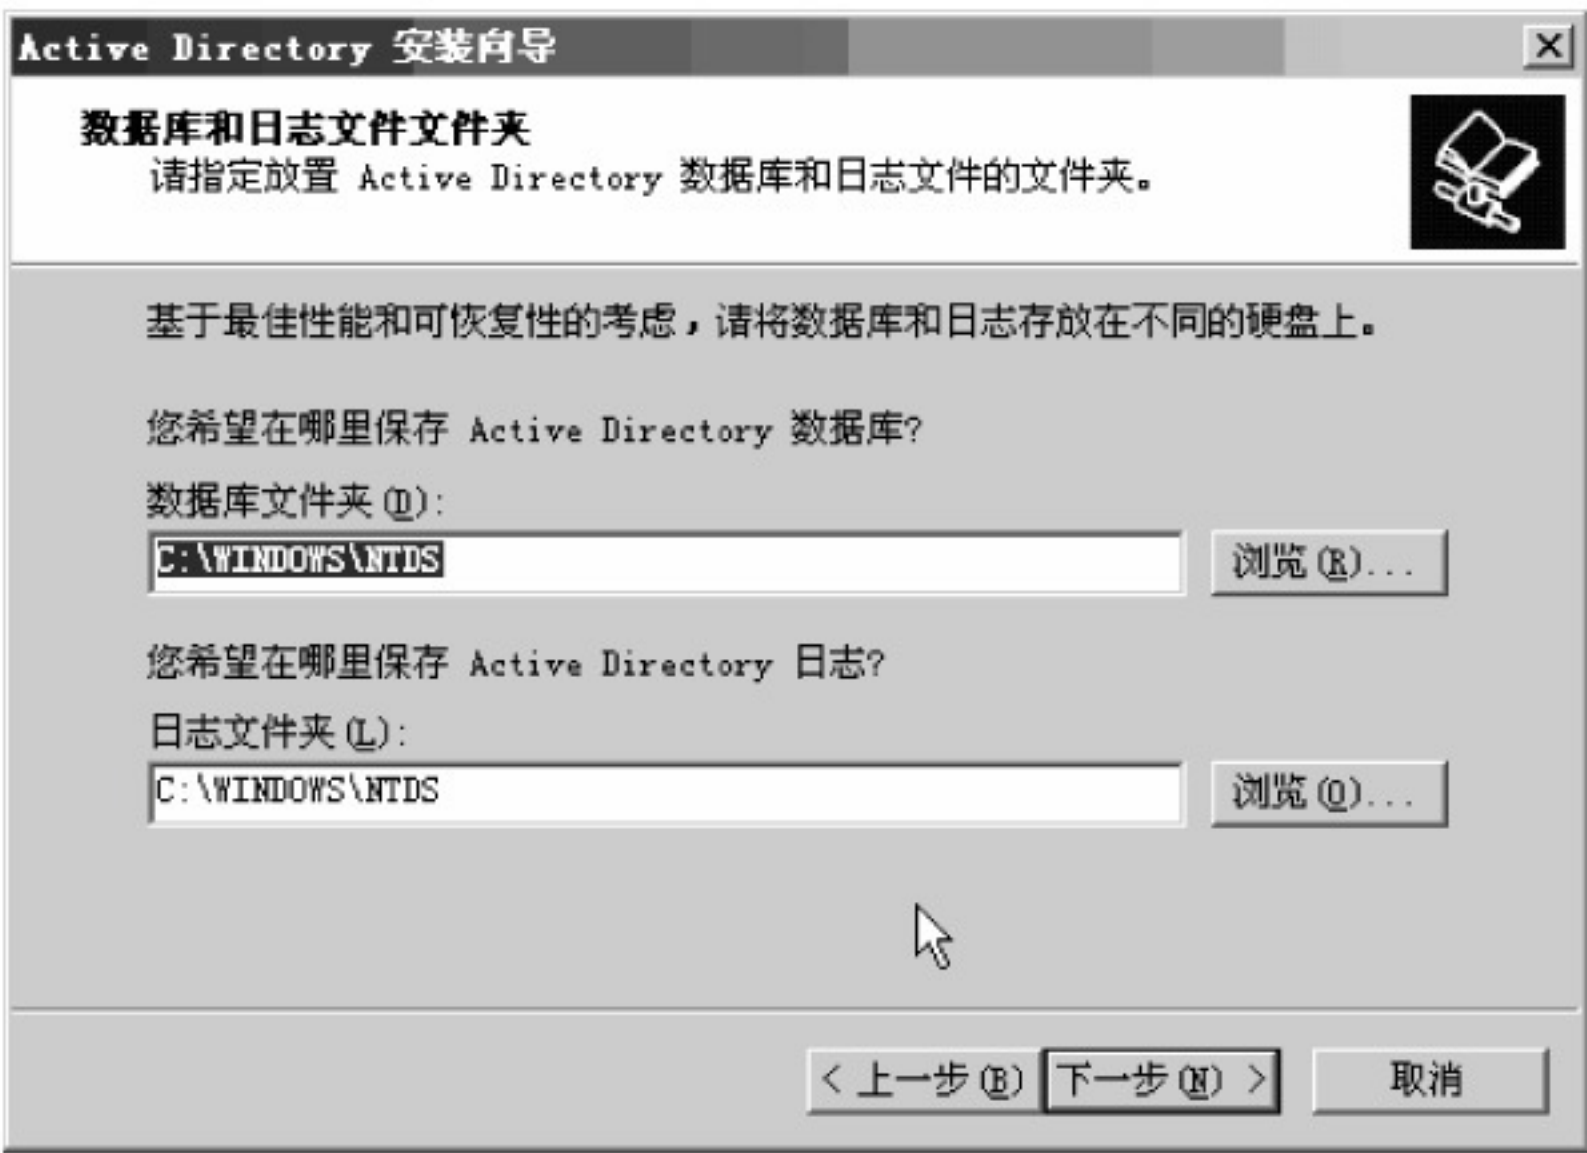 Active Directory 安装向导
数据库和日志文件文件夹
请指定放置 Active Directory 数据库和日志文件的文件夹。
基于最佳性能和可恢复性的考虑，请将数据库和日志存放在不同的硬盘上。
您希望在哪里保存 Active Directory 数据库?
数据库文件夹(D):
C:\WINDOWS\NTDS
浏览(R)...
您希望在哪里保存 Active Directory 日志?
日志文件夹(L):
C:\WINDOWS\NTDS
浏览(O)...
< 上一步(B) 下一步(N) > 取消